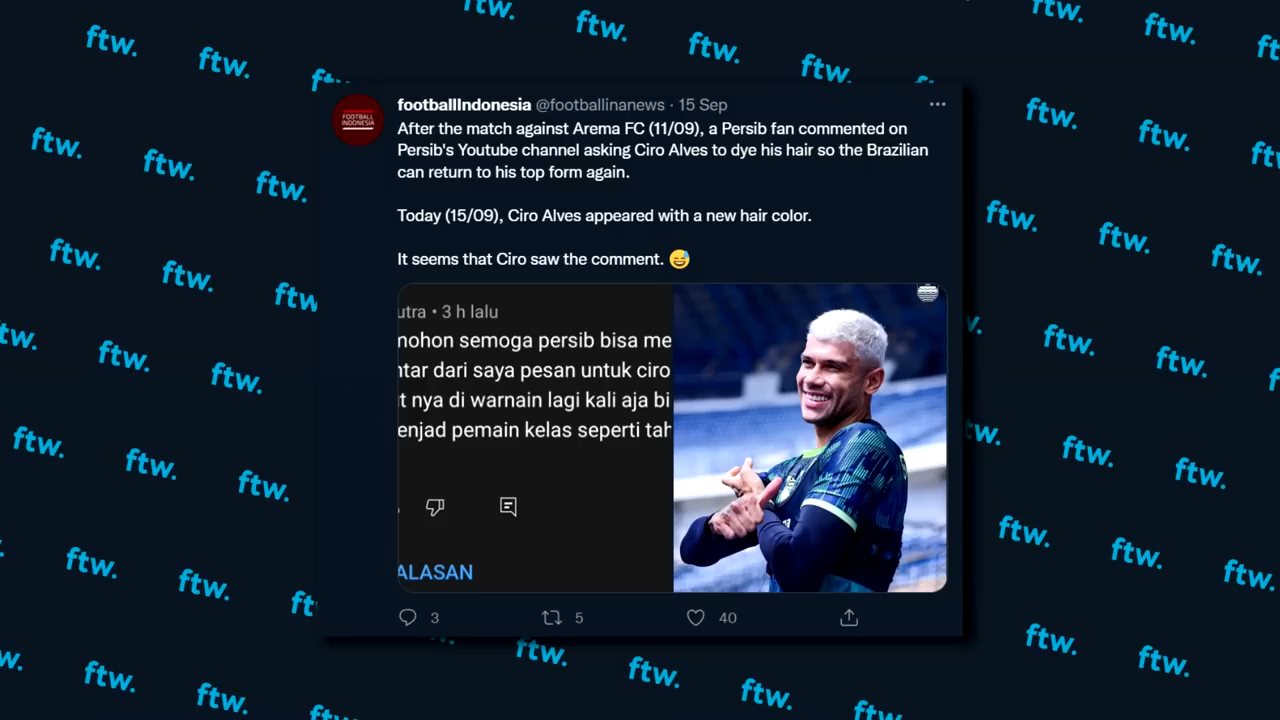 footballIndonesia @footballinanews · 15 Sep
FOOTBALL
INDONESIA
After the match against Arema FC (11/09), a Persib fan commented on
Persib's Youtube channel asking Ciro Alves to dye his hair so the Brazilian
can return to his top form again.
Today (15/09), Ciro Alves appeared with a new hair color.
It seems that Ciro saw the comment. 😅
utra • 3 h lalu
mohon semoga persib bisa me
ntar dari saya pesan untuk ciro
t nya di warnain lagi kali aja bi
enjad pemain kelas seperti tah
ALASAN
3 5 40
ftw.